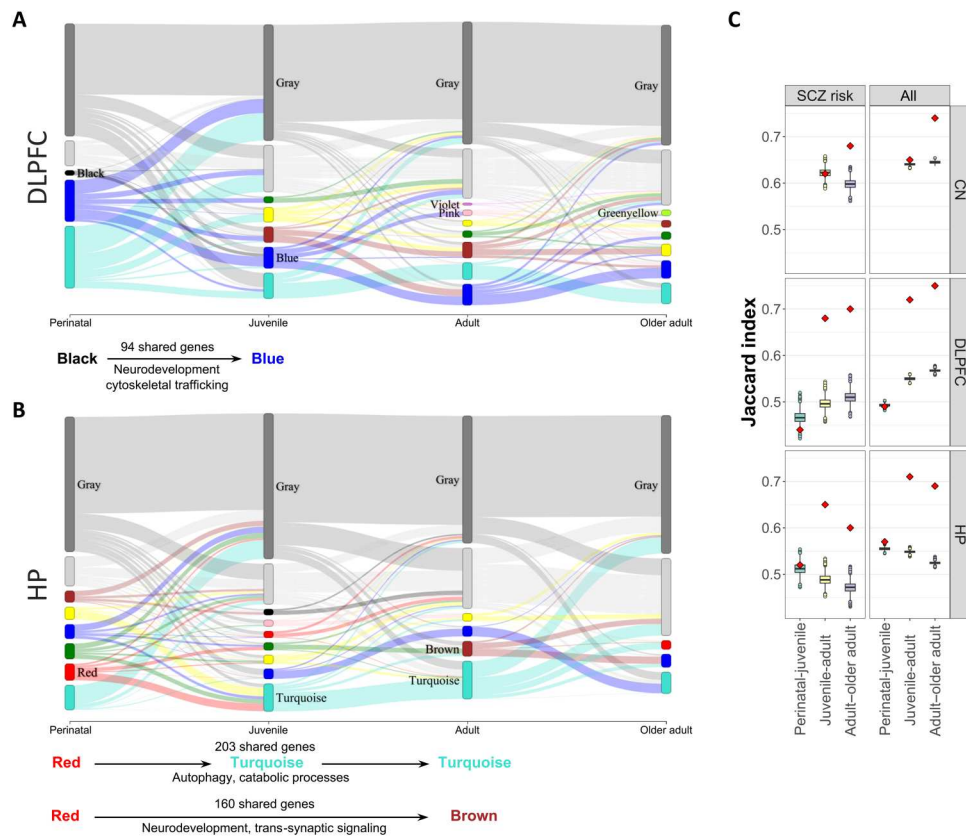 A
DLPFC
Gray
Gray
Gray
Black
Violet
Pink
Greenyellow
Blue
Perinatal
Juvenile
Adult
Older adult
94 shared genes
Black
Blue
Neurodevelopment
cytoskeletal trafficking
B
HP
Gray
Gray
Gray
Gray
Brown
Red
Turquoise
Turquoise
Perinatal
Juvenile
Adult
Older adult
203 shared genes
Red
Turquoise
Turquoise
Autophagy, catabolic processes
160 shared genes
Red
Brown
Neurodevelopment, trans-synaptic signaling
C
SCZ risk
All
Jaccard index
0.7
0.6
0.5
CN
0.7
0.6
0.5
DLPFC
0.7
0.6
0.5
HP
Perinatal-juvenile
Juvenile-adult
Adult–older adult
Perinatal-juvenile
Juvenile-adult
Adult–older adult